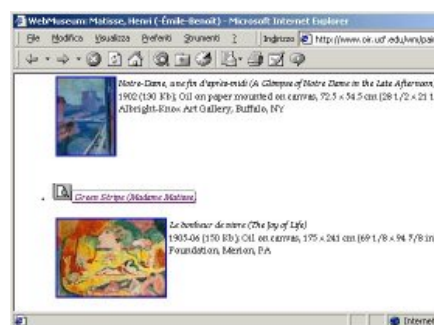 WebMuseum: Matisse, Henri (-Émile-Benoît) - Microsoft Internet Explorer
File Modifica Visualizza Preferiti Strumenti ? Indirizzo http://www.oir.ucf.edu/wm/pai
Notre-Dame, une fin d'après-midi (A Glimpse of Notre Dame in the Late Afternoon)
1902 (130 Kb); Oil on paper mounted on canvas, 72.5 x 54.5 cm (28 1/2 x 21 1
Albright-Knox Art Gallery, Buffalo, NY
Green Stripe (Madame Matisse)
Le bonheur de vivre (The Joy of Life)
1905-06 (150 Kb); Oil on canvas, 175 x 241 cm (69 1/8 x 94 7/8 in
Foundation, Merion, PA
Internet